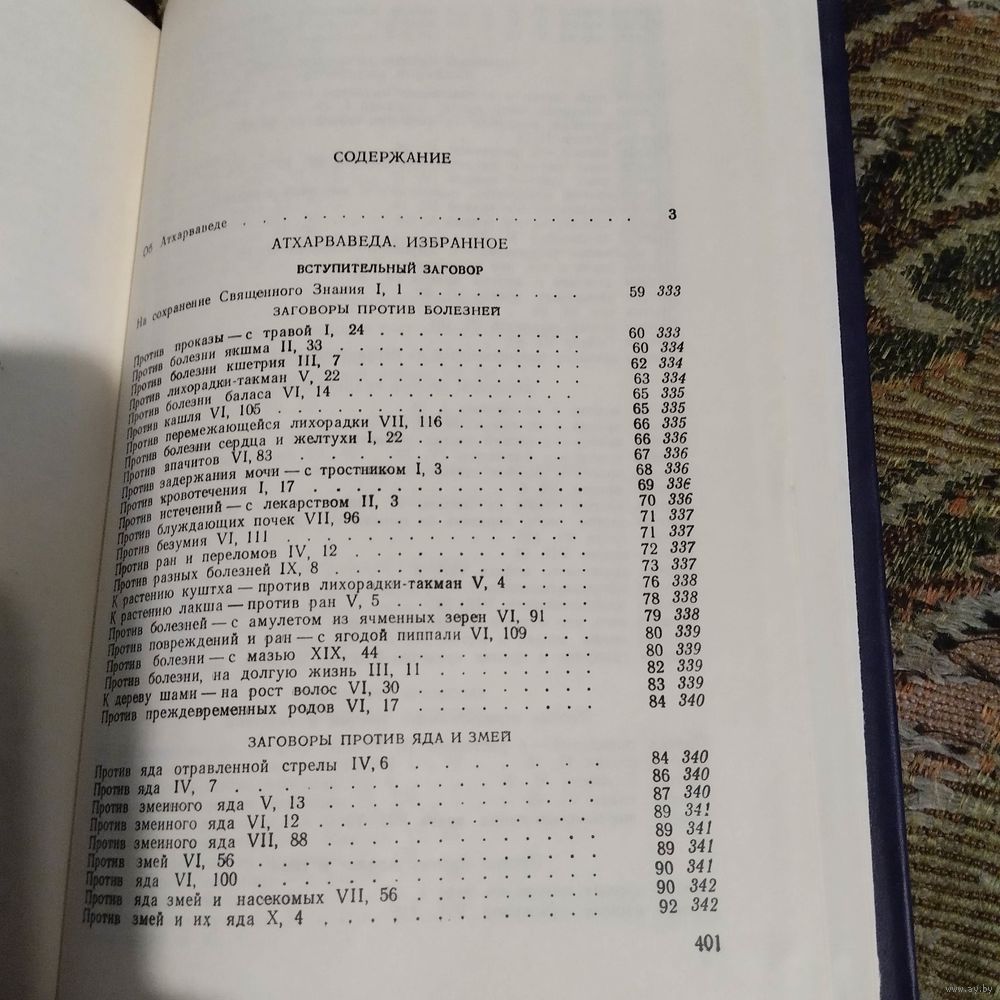 СОДЕРЖАНИЕ
Об Атхарваведе . . . . . . . . . . . . . . . . . . . 3
АТХАРВАВЕДА. ИЗБРАННОЕ
ВСТУПИТЕЛЬНЫЙ ЗАГОВОР
На сохранение Священного Знания I, 1 . . . . . . . . . 59 333
ЗАГОВОРЫ ПРОТИВ БОЛЕЗНЕЙ
Против проказы — с травой I, 24 . . . . . . . . . 60 333
Против болезни якшма II, 33 . . . . . . . . . . 60 334
Против болезни кшетрия III, 7 . . . . . . . . . 62 334
Против лихорадки-такман V, 22 . . . . . . . . . 63 334
Против болезни баласа VI, 14 . . . . . . . . . 65 335
Против кашля VI, 105 . . . . . . . . . . . . 65 335
Против перемежающейся лихорадки VII, 116 . . . . . . 66 335
Против болезни сердца и желтухи I, 22 . . . . . . . 66 336
Против апачитов VI, 83 . . . . . . . . . . . 67 336
Против задержания мочи — с тростником I, 3 . . . . . . 68 336
Против кровотечения I, 17 . . . . . . . . . . . 69 336
Против истечений — с лекарством II, 3 . . . . . . . 70 336
Против блуждающих почек VII, 96 . . . . . . . . . 71 337
Против безумия VI, 111 . . . . . . . . . . . 71 337
Против ран и переломов IV, 12 . . . . . . . . . 72 337
Против разных болезней IX, 8 . . . . . . . . . . 73 337
К растению куштха — против лихорадки-такман V, 4 . . . . 76 338
К растению лакша — против ран V, 5 . . . . . . . . 78 338
Против болезней — с амулетом из ячменных зерен VI, 91 . . . 79 338
Против повреждений и ран — с ягодой пиппали VI, 109 . . . 80 339
Против болезни — с мазью XIX, 44 . . . . . . . . 80 339
Против болезни, на долгую жизнь III, 11 . . . . . . . 82 339
К дереву шами — на рост волос VI, 30 . . . . . . . 83 339
Против преждевременных родов VI, 17 . . . . . . . . 84 340
ЗАГОВОРЫ ПРОТИВ ЯДА И ЗМЕЙ
Против яда отравленной стрелы IV, 6 . . . . . . . . 84 340
Против яда IV, 7 . . . . . . . . . . . . . 86 340
Против змеиного яда V, 13 . . . . . . . . . . 87 340
Против змеиного яда VI, 12 . . . . . . . . . . 89 341
Против змеиного яда VII, 88 . . . . . . . . . . 89 341
Против змей VI, 56 . . . . . . . . . . . . . 89 341
Против яда VI, 100 . . . . . . . . . . . . . 90 341
Против яда змей и насекомых VII, 56 . . . . . . . . 90 342
Против змей и их яда X, 4 . . . . . . . . . . . 92 342
401
www.ay.by